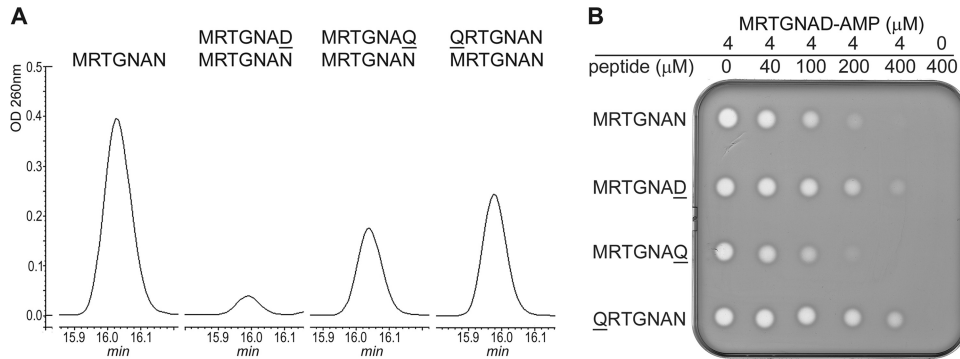 A
MRTGNAN
MRTGNAD
MRTGNAN
MRTGNAQ
MRTGNAN
QRTGNAN
MRTGNAN
OD 260nm
0.5
0.4
0.3
0.2
0.1
0.0
15.9 16.0 16.1
min
15.9 16.0 16.1
min
15.9 16.0 16.1
min
15.9 16.0 16.1
min
B
MRTGNAD-AMP (μM)
4 4 4 4 4 0
peptide (μM) 0 40 100 200 400 400
MRTGNAN
MRTGNAD
MRTGNAQ
QRTGNAN